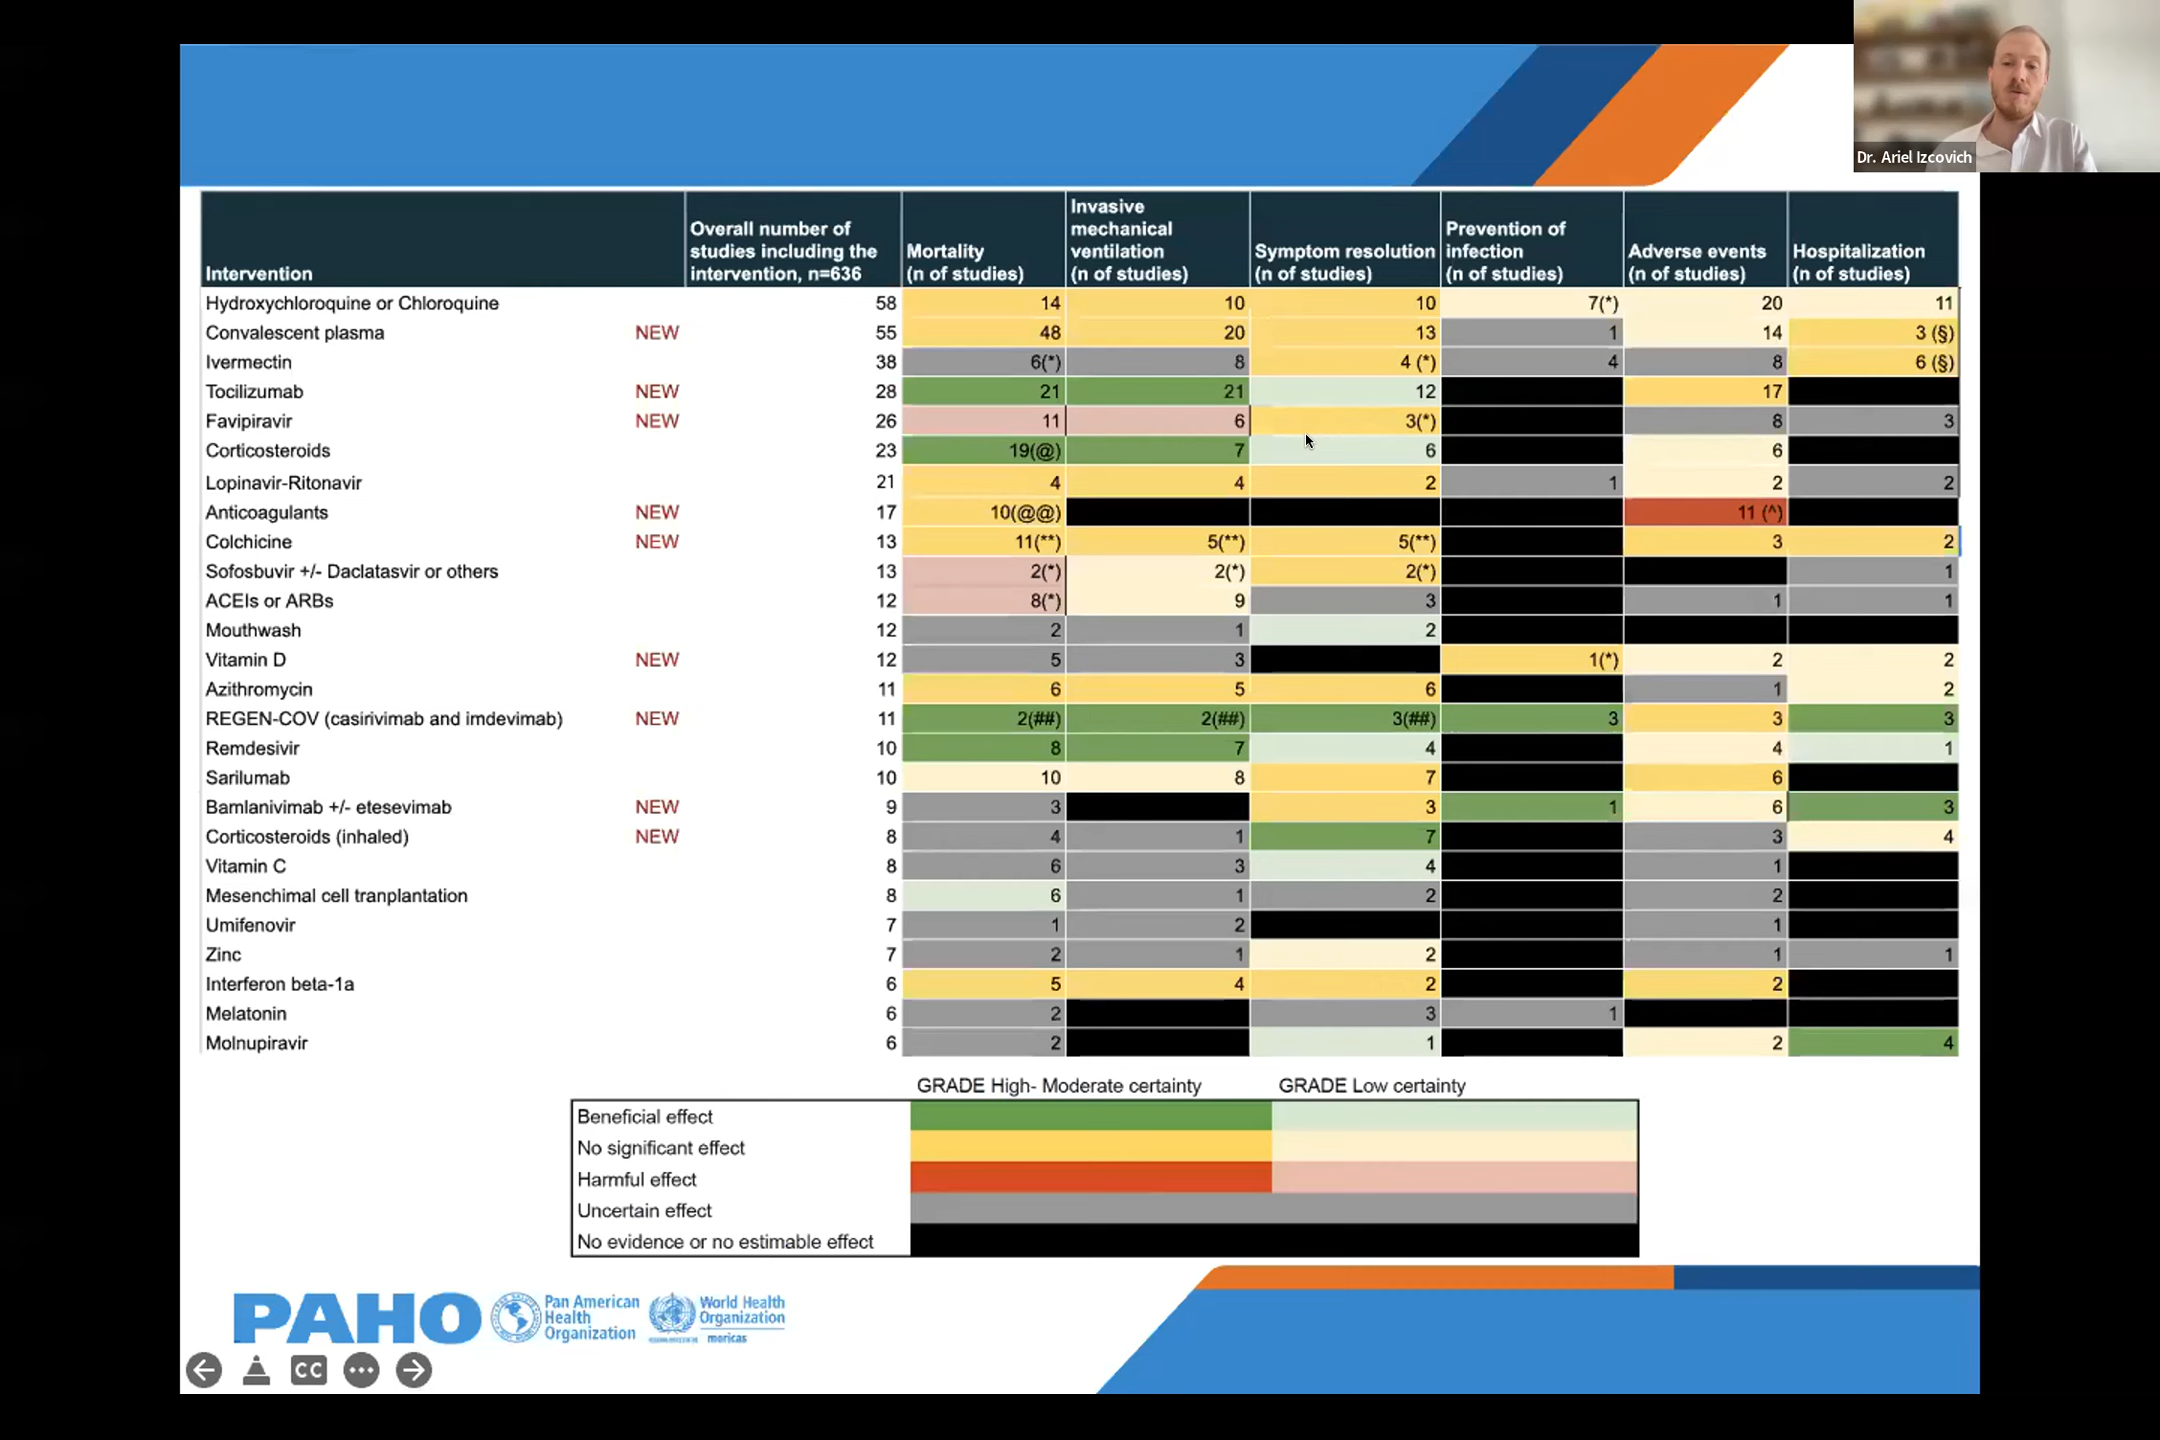 Dr. Ariel Izcovich
Intervention
Overall number of studies including the intervention, n=636
Mortality (n of studies)
Invasive mechanical ventilation (n of studies)
Symptom resolution (n of studies)
Prevention of infection (n of studies)
Adverse events (n of studies)
Hospitalization (n of studies)
Hydroxychloroquine or Chloroquine 58 14 10 10 7(*) 20 11
Convalescent plasma NEW 55 48 20 13 1 14 3 (§)
Ivermectin 38 6(*) 8 4 (*) 4 8 6 (§)
Tocilizumab NEW 28 21 21 12 17
Favipiravir NEW 26 11 6 3(*) 8 3
Corticosteroids 23 19(@) 7 6 6
Lopinavir-Ritonavir 21 4 4 2 1 2 2
Anticoagulants NEW 17 10(@@) 11 (^)
Colchicine NEW 13 11(**) 5(**) 5(**) 3 2
Sofosbuvir +/- Daclatasvir or others 13 2(*) 2(*) 2(*) 1
ACEIs or ARBs 12 8(*) 9 3 1 1
Mouthwash 12 2 1 2
Vitamin D NEW 12 5 3 1(*) 2 2
Azithromycin 11 6 5 6 1 2
REGEN-COV (casirivimab and imdevimab) NEW 11 2(##) 2(##) 3(##) 3 3 3
Remdesivir 10 8 7 4 4 1
Sarilumab 10 10 8 7 6
Bamlanivimab +/- etesevimab NEW 9 3 3 1 6 3
Corticosteroids (inhaled) NEW 8 4 1 7 3 4
Vitamin C 8 6 3 4 1
Mesenchimal cell tranplantation 8 6 1 2 2
Umifenovir 7 1 2 1
Zinc 7 2 1 2 1 1
Interferon beta-1a 6 5 4 2 2
Melatonin 6 2 3 1
Molnupiravir 6 2 1 2 4
GRADE High- Moderate certainty GRADE Low certainty
Beneficial effect
No significant effect
Harmful effect
Uncertain effect
No evidence or no estimable effect
PAHO
Pan American
Health
Organization
World Health
Organization
CC